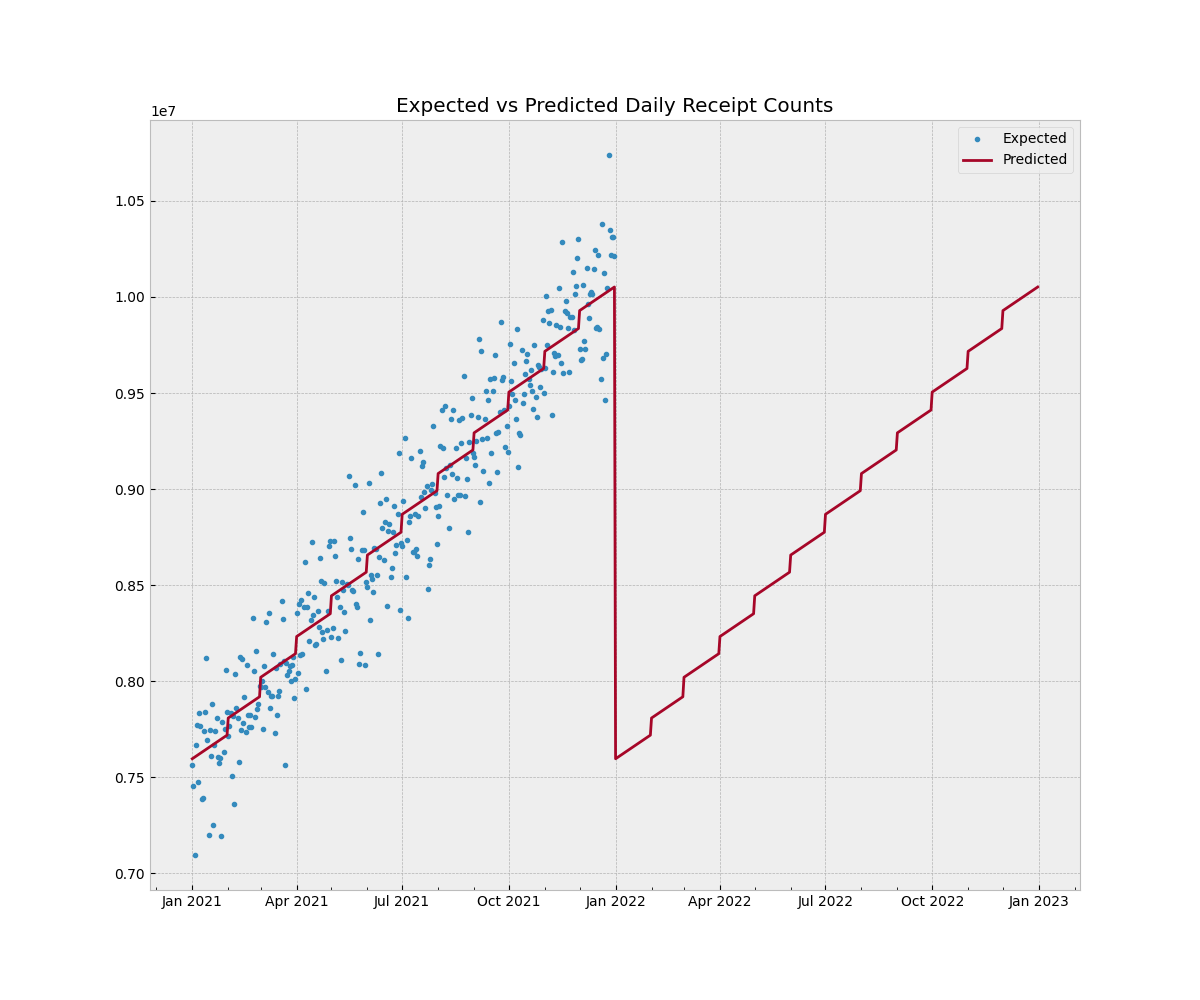 Expected vs Predicted Daily Receipt Counts
1e7
Expected
Predicted
1.05
1.00
0.95
0.90
0.85
0.80
0.75
0.70
Jan 2021 Apr 2021 Jul 2021 Oct 2021 Jan 2022 Apr 2022 Jul 2022 Oct 2022 Jan 2023